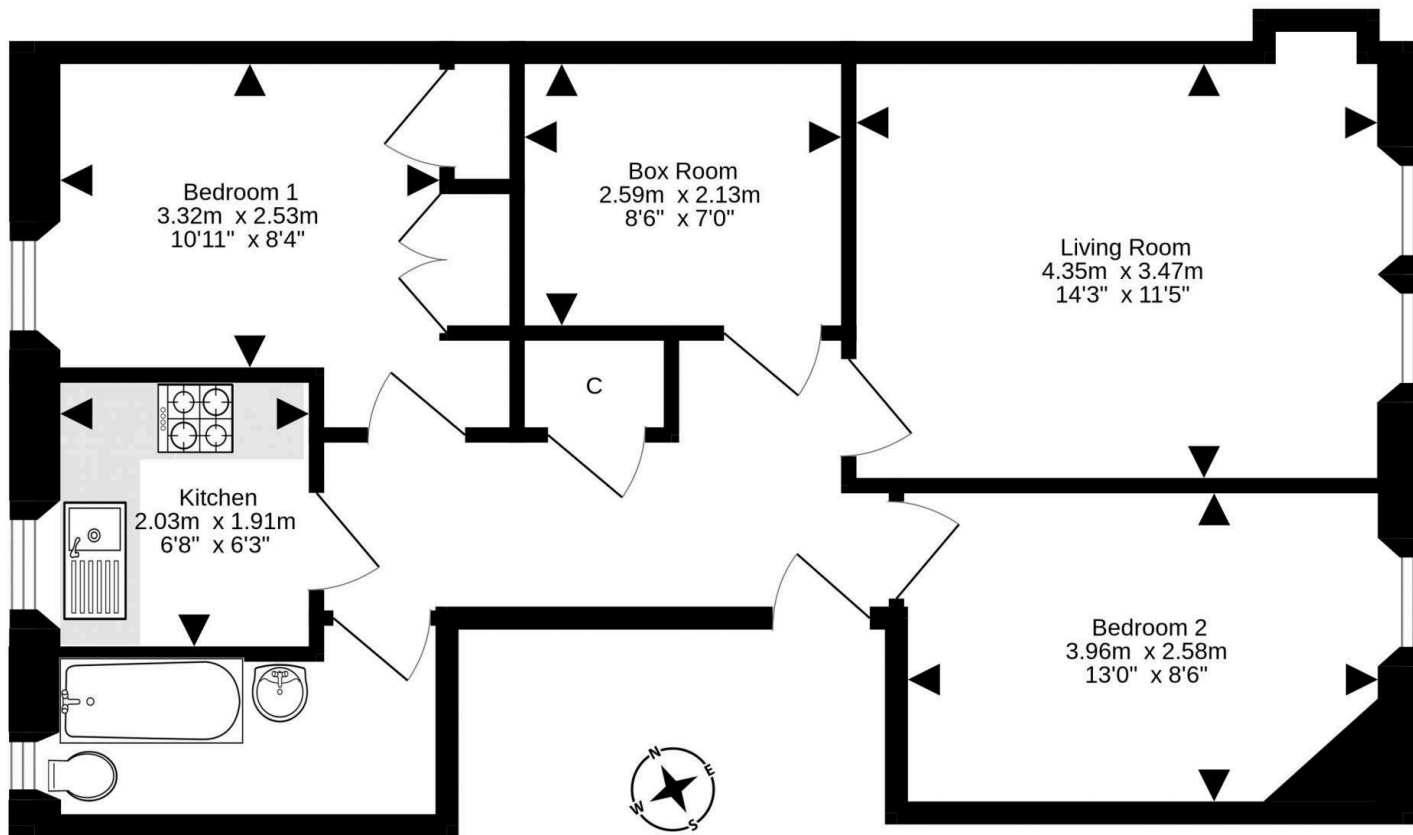 Bedroom 1
3.32m x 2.53m
10'11" x 8'4"
Box Room
2.59m x 2.13m
8'6" x 7'0"
Living Room
4.35m x 3.47m
14'3" x 11'5"
C
Kitchen
2.03m x 1.91m
6'8" x 6'3"
Bedroom 2
3.96m x 2.58m
13'0" x 8'6"
N
E
W
S